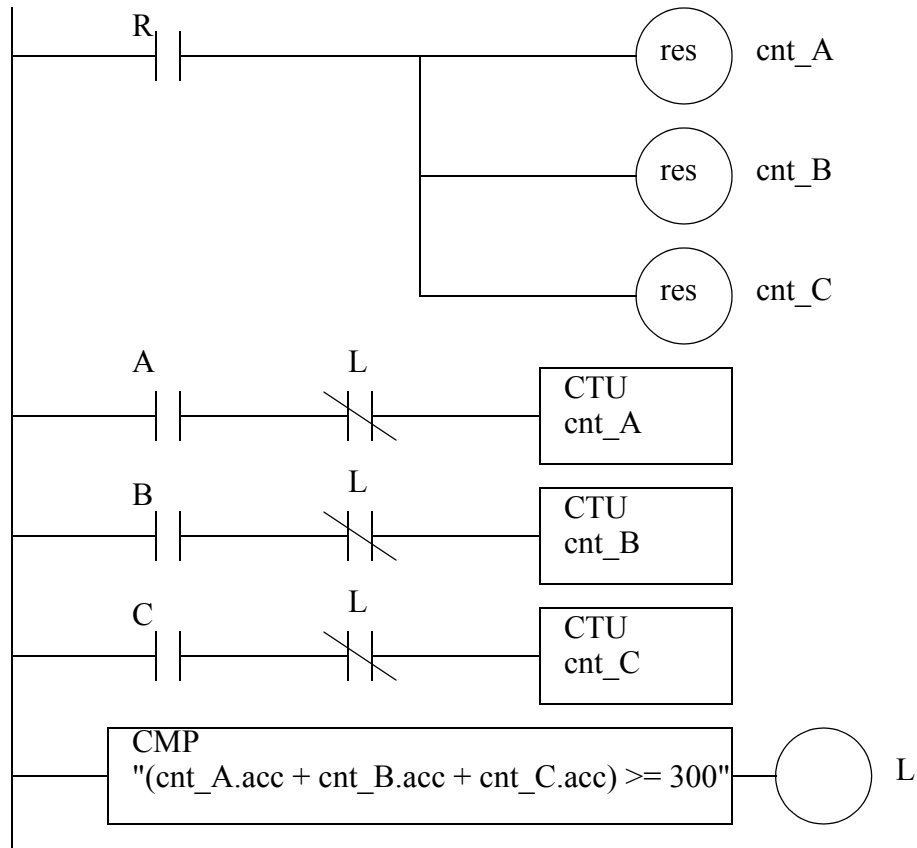 R
res cnt_A
res cnt_B
res cnt_C
A L
CTU
cnt_A
B L
CTU
cnt_B
C L
CTU
cnt_C
CMP
"(cnt_A.acc + cnt_B.acc + cnt_C.acc) >= 300"
L